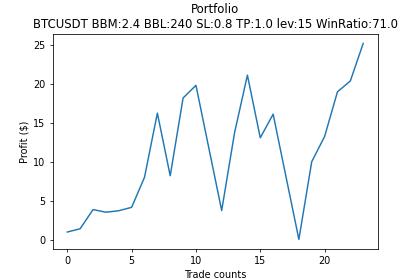 Portfolio
BTCUSDT BBM:2.4 BBL:240 SL:0.8 TP:1.0 lev:15 WinRatio:71.0
25
20
15
10
5
0
Profit ($)
0 5 10 15 20
Trade counts